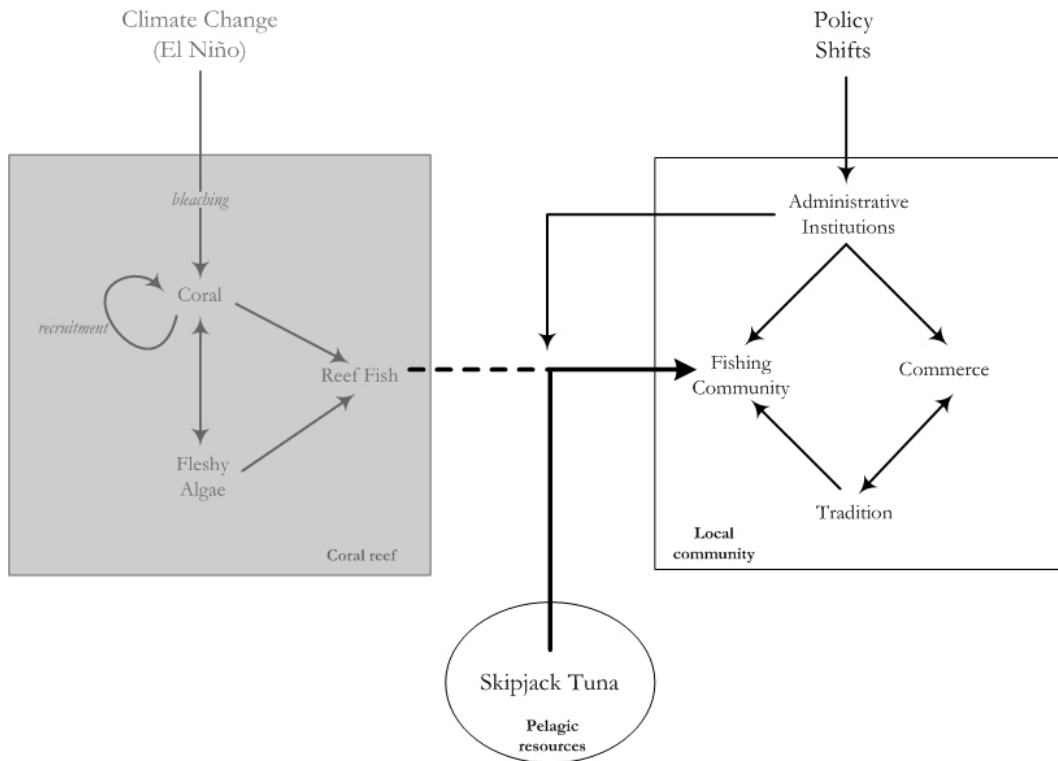 Climate Change
(El Niño)
Policy
Shifts
bleaching
Administrative
Institutions
Coral
recruitment
Reef Fish
Fishing
Community
Commerce
Fleshy
Algae
Tradition
Coral reef
Local
community
Skipjack Tuna
Pelagic
resources